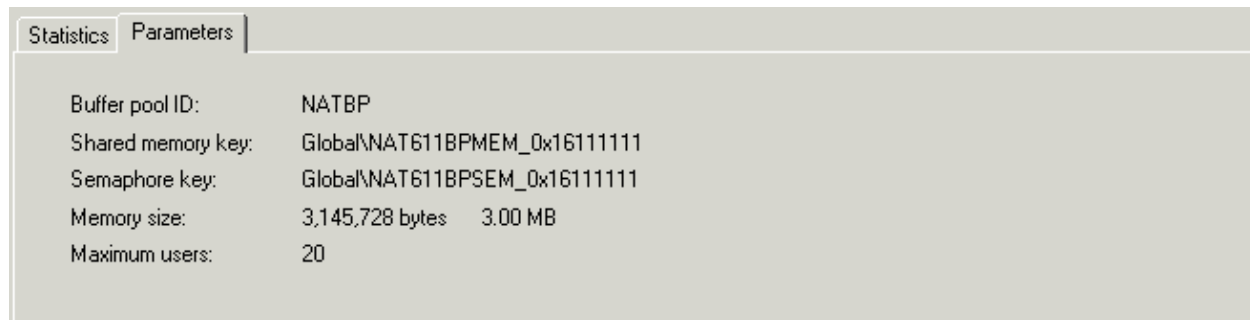 Statistics Parameters
Buffer pool ID: NATBP
Shared memory key: Global\NAT611BPMEM_0x16111111
Semaphore key: Global\NAT611BPSEM_0x16111111
Memory size: 3,145,728 bytes 3.00 MB
Maximum users: 20